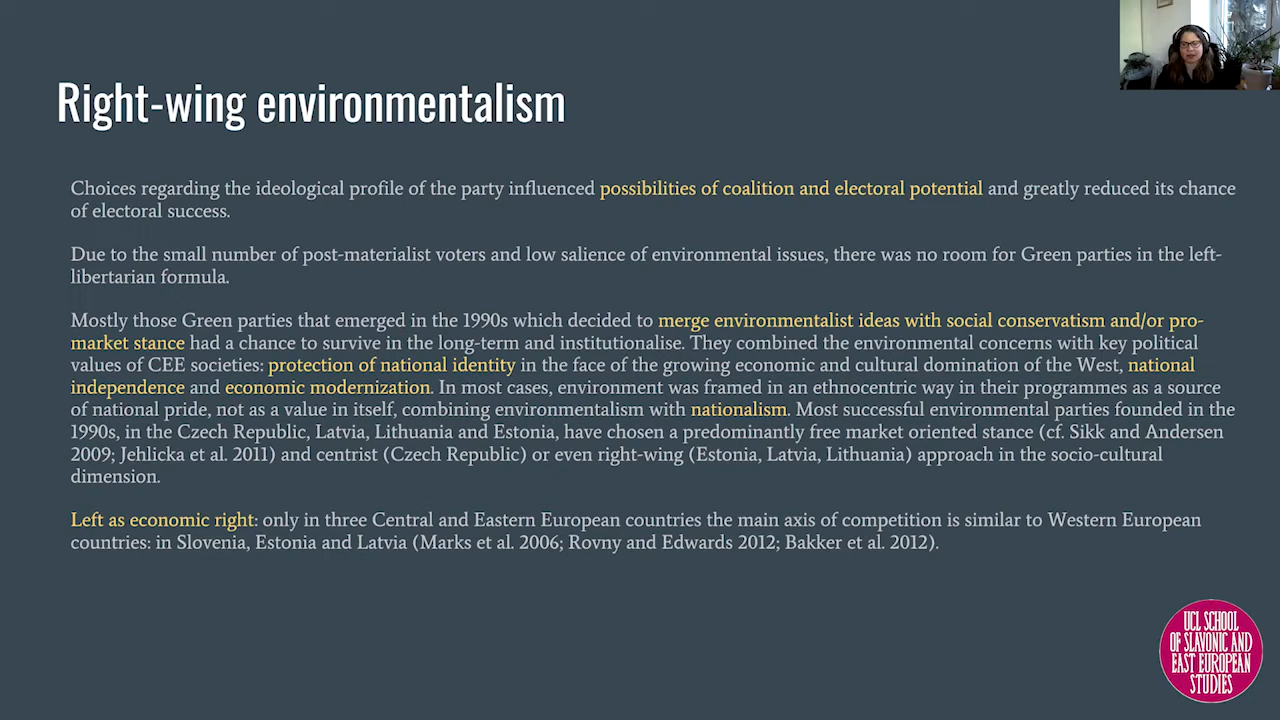 Right-wing environmentalism
Choices regarding the ideological profile of the party influenced possibilities of coalition and electoral potential and greatly reduced its chance
of electoral success.
Due to the small number of post-materialist voters and low salience of environmental issues, there was no room for Green parties in the left-
libertarian formula.
Mostly those Green parties that emerged in the 1990s which decided to merge environmentalist ideas with social conservatism and/or pro-
market stance had a chance to survive in the long-term and institutionalise. They combined the environmental concerns with key political
values of CEE societies: protection of national identity in the face of the growing economic and cultural domination of the West, national
independence and economic modernization. In most cases, environment was framed in an ethnocentric way in their programmes as a source
of national pride, not as a value in itself, combining environmentalism with nationalism. Most successful environmental parties founded in the
1990s, in the Czech Republic, Latvia, Lithuania and Estonia, have chosen a predominantly free market oriented stance (cf. Sikk and Andersen
2009; Jehlicka et al. 2011) and centrist (Czech Republic) or even right-wing (Estonia, Latvia, Lithuania) approach in the socio-cultural
dimension.
Left as economic right: only in three Central and Eastern European countries the main axis of competition is similar to Western European
countries: in Slovenia, Estonia and Latvia (Marks et al. 2006; Rovny and Edwards 2012; Bakker et al. 2012).
UCL SCHOOL
OF SLAVONIC AND
EAST EUROPEAN
STUDIES